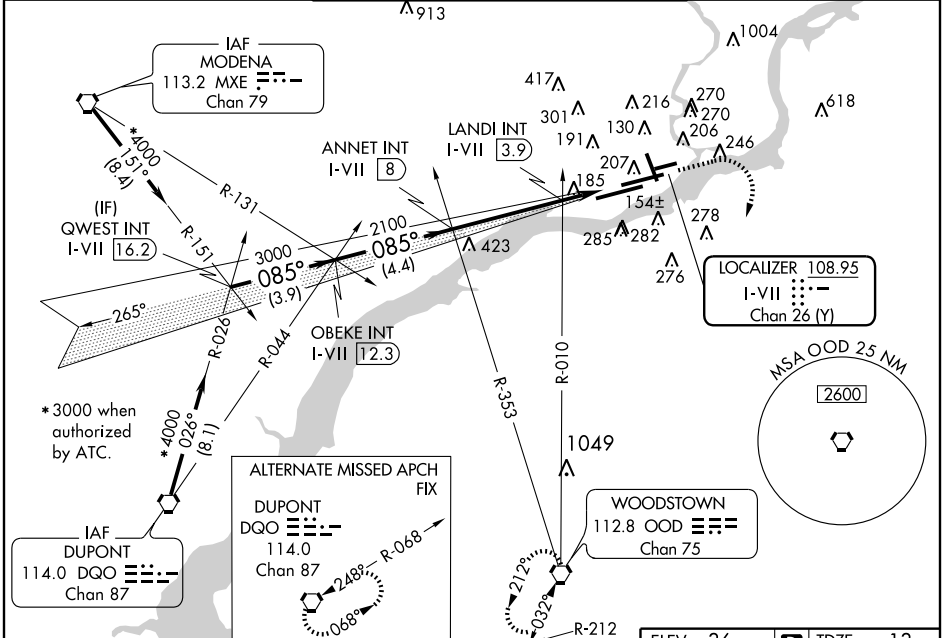 913
1004
IAF
MODENA
113.2 MXE
Chan 79
417
301
191
216
130
270
270
206
618
246
207
185
154±
285
282
278
276
423
*4000
151°
(8.4)
R-131
R-151
ANNET INT
I-VII 8
LANDI INT
I-VII 3.9
(IF)
QWEST INT
I-VII 16.2
3000
085°
(3.9)
2100
085°
(4.4)
265°
OBEKE INT
I-VII 12.3
R-026
R-044
R-353
R-010
LOCALIZER 108.95
I-VII
Chan 26 (Y)
MSA OOD 25 NM
2600
*3000 when
authorized
by ATC.
*4000
026°
(8.1)
IAF
DUPONT
114.0 DQO
Chan 87
ALTERNATE MISSED APCH
FIX
DUPONT
DQO
114.0
Chan 87
R-068
248°
068°
1049
WOODSTOWN
112.8 OOD
Chan 75
212°
032°
R-212
ELEV 36
TDZE 12